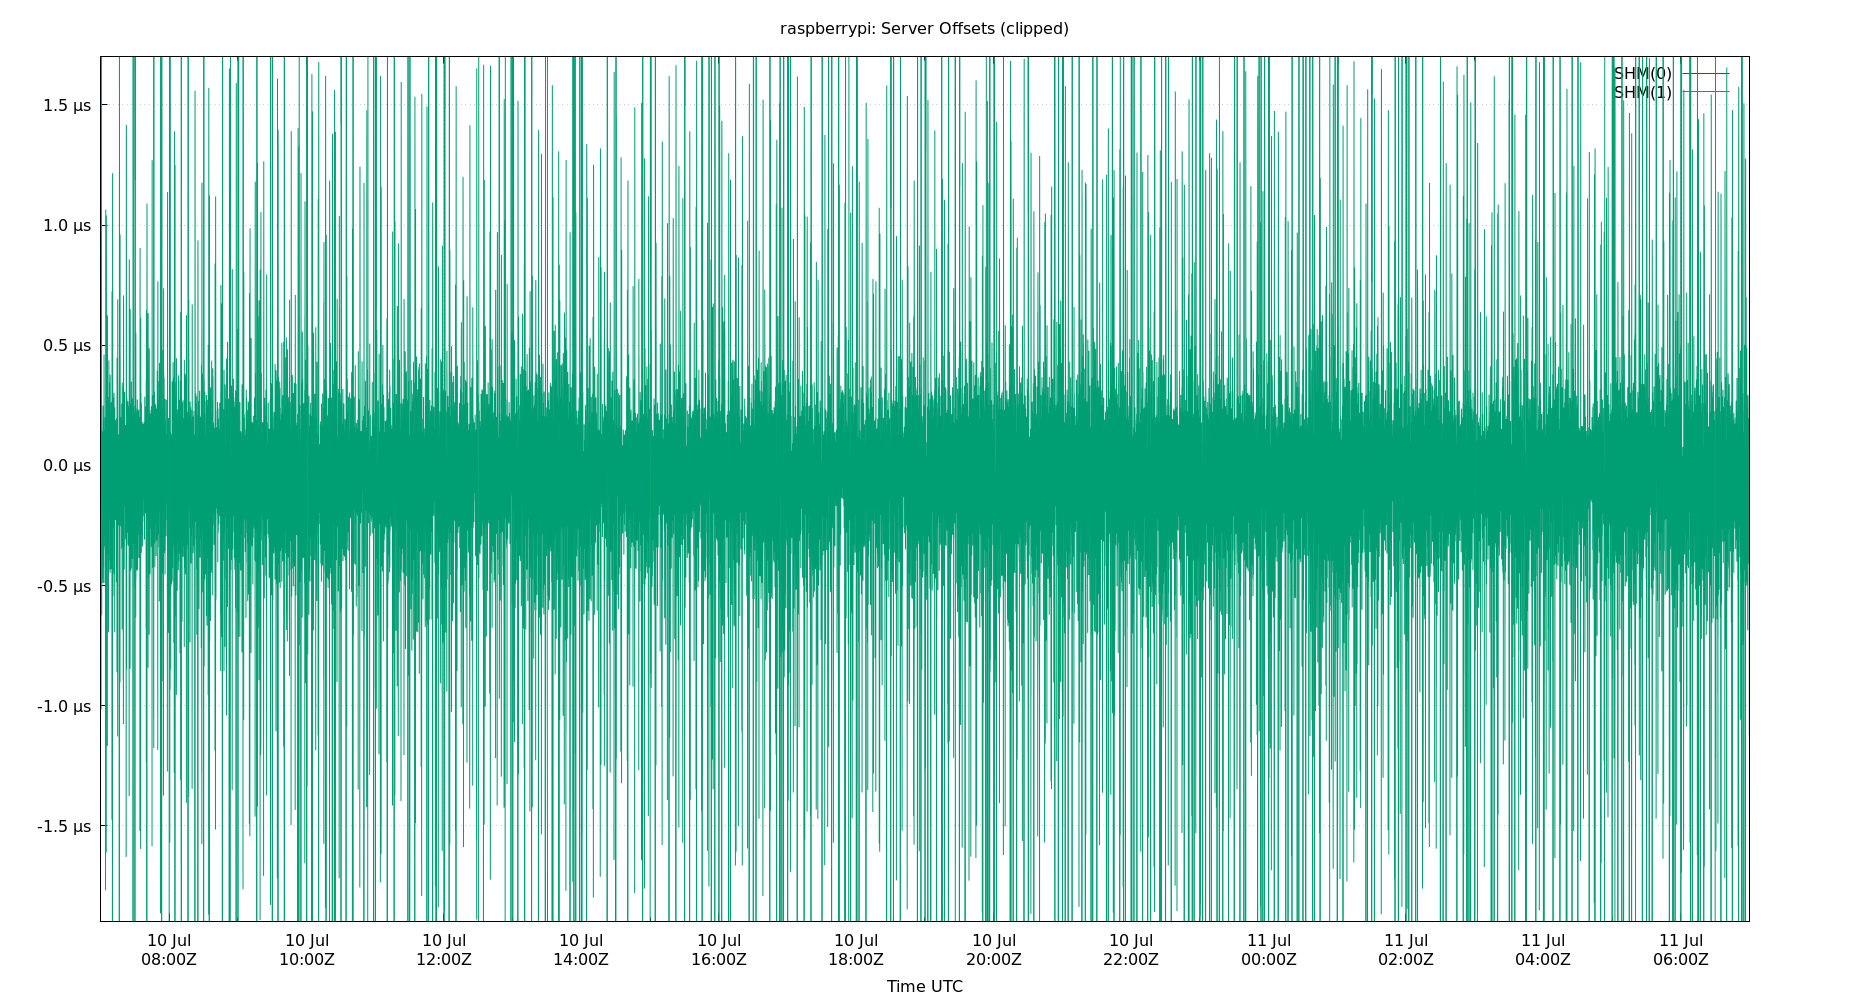 raspberrypi: Server Offsets (clipped)
SHM(0)
SHM(1)
1.5 µs
1.0 µs
0.5 µs
0.0 µs
-0.5 µs
-1.0 µs
-1.5 µs
10 Jul 10 Jul 10 Jul 10 Jul 10 Jul 10 Jul 10 Jul 10 Jul 11 Jul 11 Jul 11 Jul 11 Jul
08:00Z 10:00Z 12:00Z 14:00Z 16:00Z 18:00Z 20:00Z 22:00Z 00:00Z 02:00Z 04:00Z 06:00Z
Time UTC